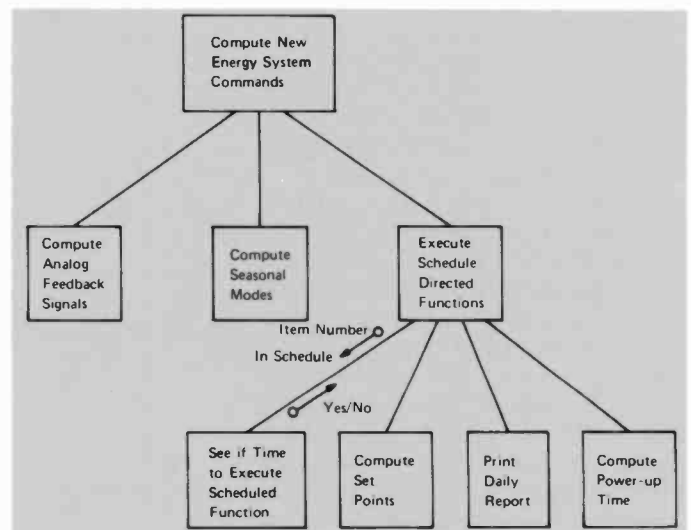 Compute New
Energy System
Commands
Compute
Analog
Feedback
Signals
Compute
Seasonal
Modes
Execute
Schedule
Directed
Functions
Item Number
In Schedule
Yes/No
See if Time
to Execute
Scheduled
Function
Compute
Set
Points
Print
Daily
Report
Compute
Power-up
Time